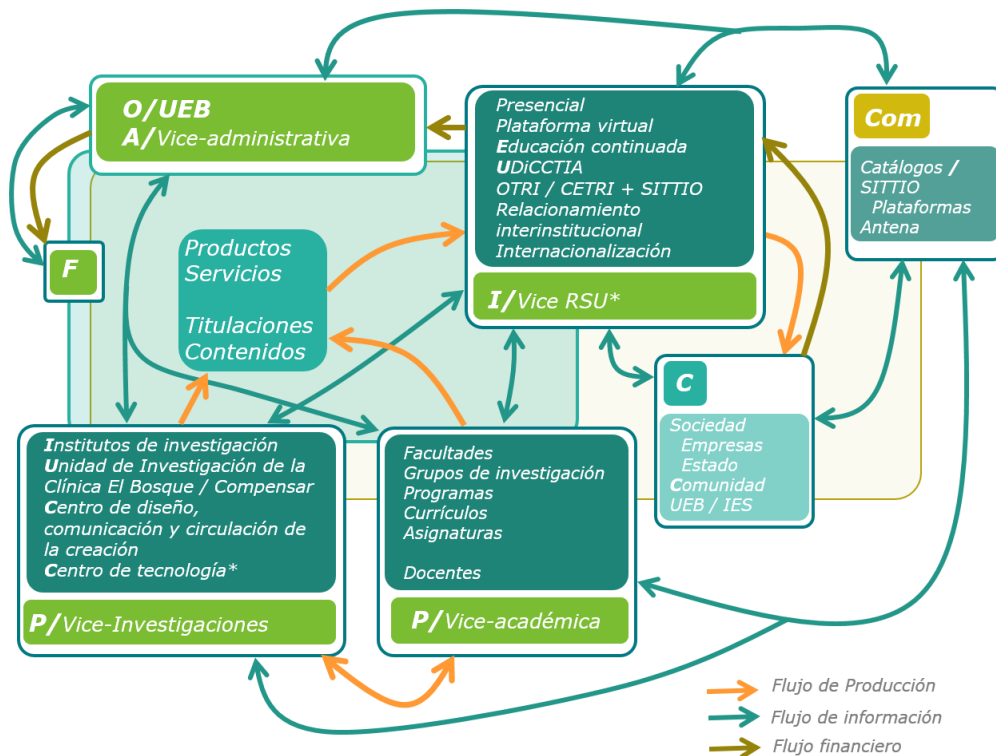 O/UEB
A/Vice-administrativa
F
Productos
Servicios
Titulaciones
Contenidos
Presencial
Plataforma virtual
Educación continuada
UDiCCTIA
OTRI / CETRI + SITTIO
Relacionamiento
interinstitucional
Internacionalización
I/Vice RSU*
Com
Catálogos /
SITTIO
Plataformas
Antena
C
Sociedad
Empresas
Estado
Comunidad
UEB / IES
Institutos de investigación
Unidad de Investigación de la
Clínica El Bosque / Compensar
Centro de diseño,
comunicación y circulación de
la creación
Centro de tecnología*
P/Vice-Investigaciones
Facultades
Grupos de investigación
Programas
Currículos
Asignaturas
Docentes
P/Vice-académica
Flujo de Producción
Flujo de información
Flujo financiero